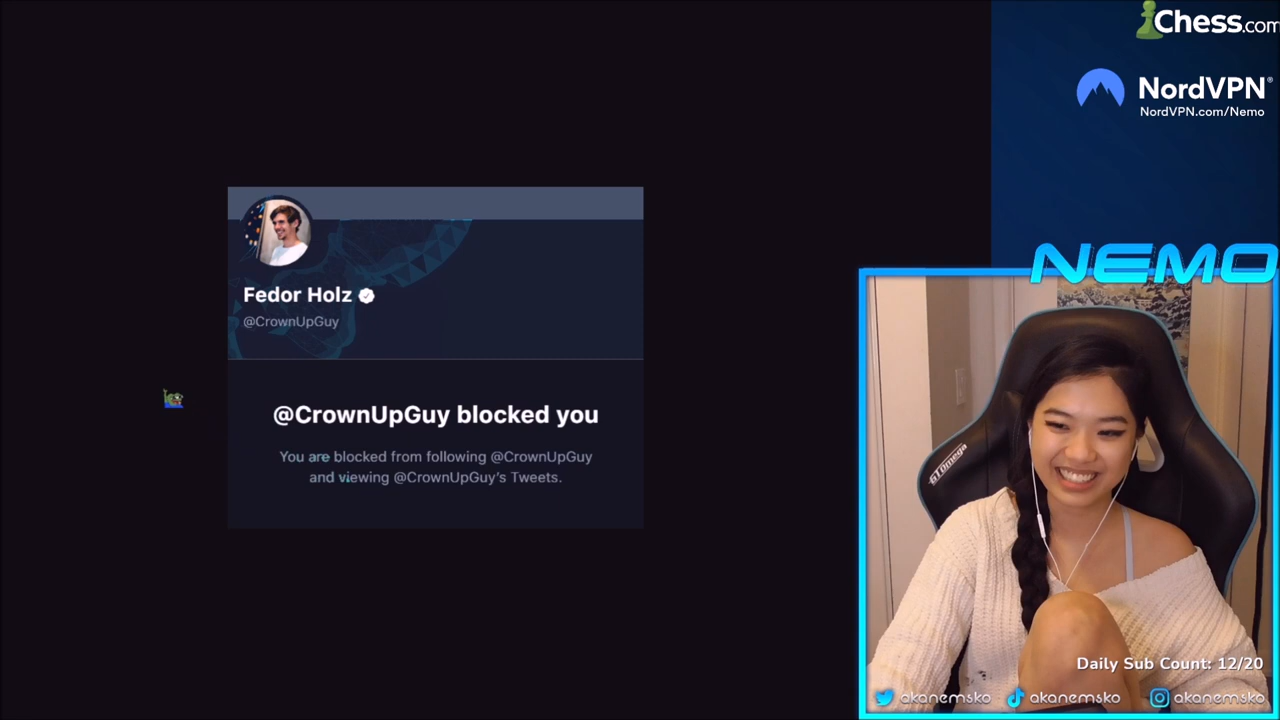 Chess.com
NordVPN®
NordVPN.com/Nemo
NEMO
Fedor Holz
@CrownUpGuy
@CrownUpGuy blocked you
You are blocked from following @CrownUpGuy
and viewing @CrownUpGuy's Tweets.
GTOmega
Daily Sub Count: 12/20
akanemsko akanemsko akanemsko